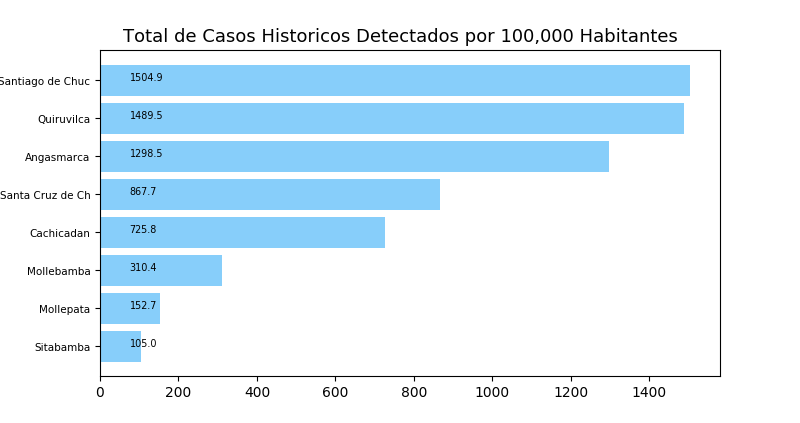 Total de Casos Historicos Detectados por 100,000 Habitantes
Santiago de Chuc 1504.9
Quiruvilca 1489.5
Angasmarca 1298.5
Santa Cruz de Ch 867.7
Cachicadan 725.8
Mollebamba 310.4
Mollepata 152.7
Sitabamba 105.0
0 200 400 600 800 1000 1200 1400